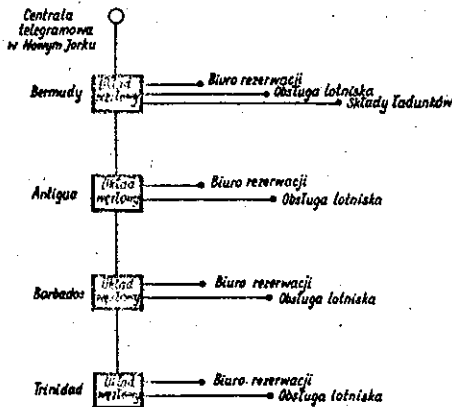 Centrala
telegramowa
w Nowym Jorku
Bermudy
Układ
węzłowy
Biuro rezerwacji
Obsługa lotniska
Składy ładunków
Antigua
Układ
węzłowy
Biuro rezerwacji
Obsługa lotniska
Barbados
Układ
węzłowy
Biuro rezerwacji
Obsługa lotniska
Trinidad
Układ
węzłowy
Biuro rezerwacji
Obsługa lotniska